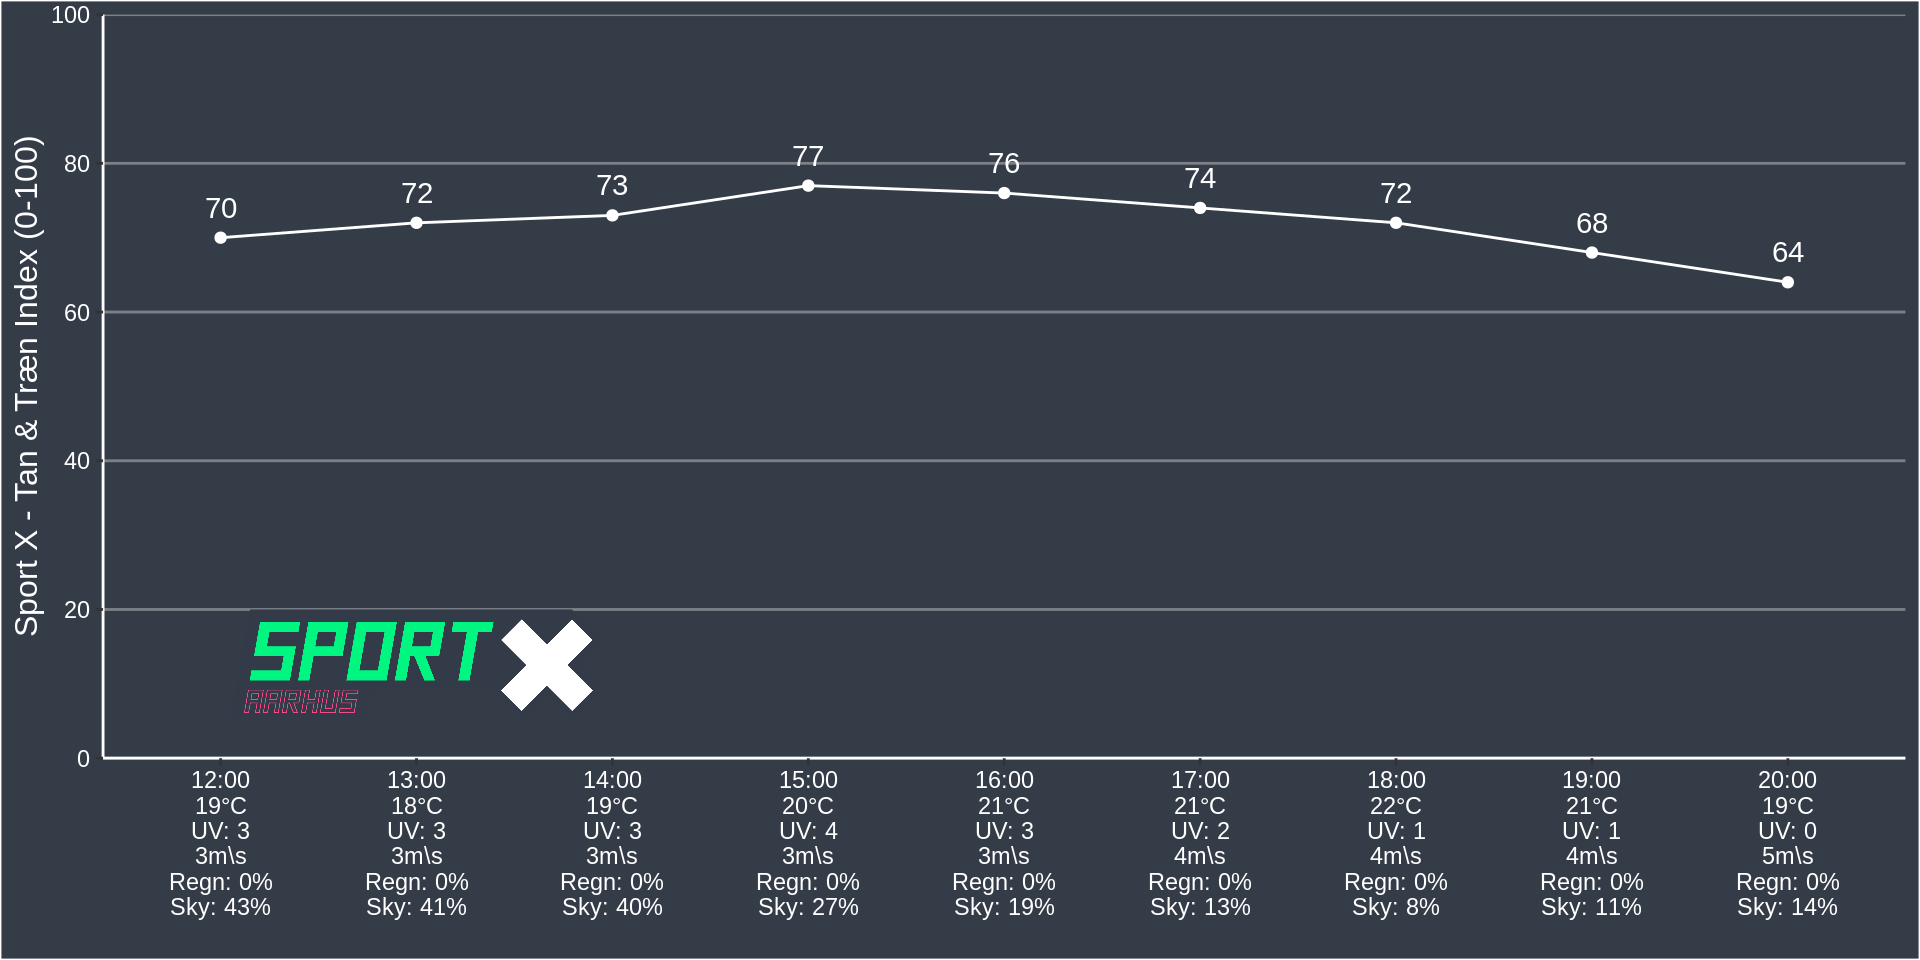 Sport X - Tan & Træn Index (0-100)
100
80
60
40
20
0
70
72
73
77
76
74
72
68
64
SPORT X
AARHUS
12:00 13:00 14:00 15:00 16:00 17:00 18:00 19:00 20:00
19°C 18°C 19°C 20°C 21°C 21°C 22°C 21°C 19°C
UV: 3 UV: 3 UV: 3 UV: 4 UV: 3 UV: 2 UV: 1 UV: 1 UV: 0
3m\s 3m\s 3m\s 3m\s 3m\s 4m\s 4m\s 4m\s 5m\s
Regn: 0% Regn: 0% Regn: 0% Regn: 0% Regn: 0% Regn: 0% Regn: 0% Regn: 0% Regn: 0%
Sky: 43% Sky: 41% Sky: 40% Sky: 27% Sky: 19% Sky: 13% Sky: 8% Sky: 11% Sky: 14%